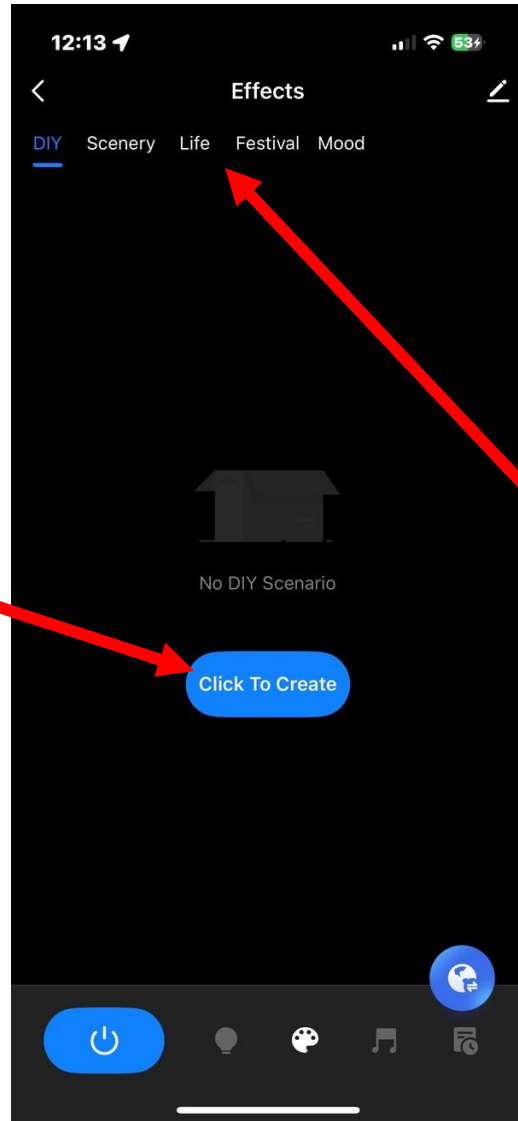 12:13
53
Effects
DIY Scenery Life Festival Mood
No DIY Scenario
Click To Create